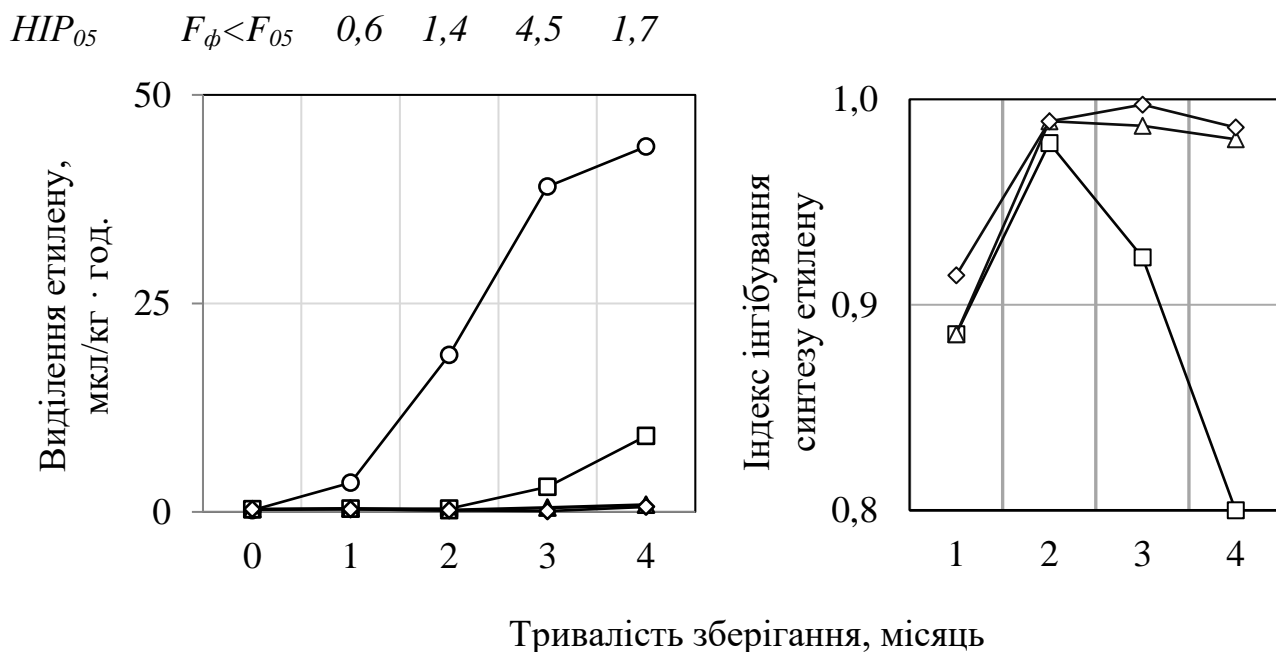 НІР05 Fф<F05 0,6 1,4 4,5 1,7
Виділення етилену,
мкл/кг · год.
50
25
0
0 1 2 3 4
Індекс інгібування
синтезу етилену
1,0
0,9
0,8
1 2 3 4
Тривалість зберігання, місяць